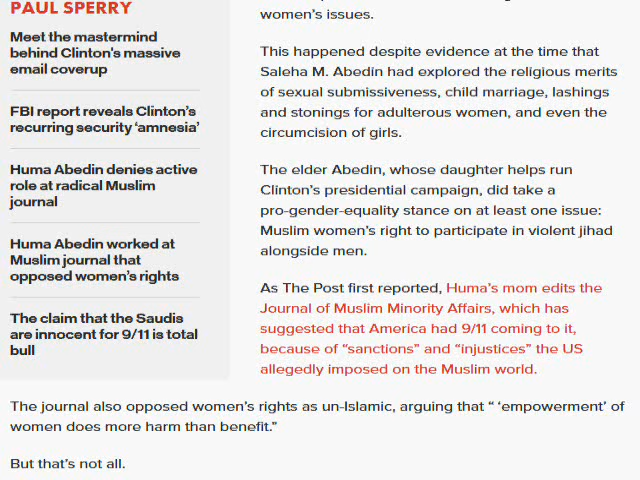 PAUL SPERRY
Meet the mastermind
behind Clinton's massive
email coverup
FBI report reveals Clinton's
recurring security 'amnesia'
Huma Abedin denies active
role at radical Muslim
journal
Huma Abedin worked at
Muslim journal that
opposed women's rights
The claim that the Saudis
are innocent for 9/11 is total
bull
women's issues.
This happened despite evidence at the time that
Saleha M. Abedin had explored the religious merits
of sexual submissiveness, child marriage, lashings
and stonings for adulterous women, and even the
circumcision of girls.
The elder Abedin, whose daughter helps run
Clinton's presidential campaign, did take a
pro-gender-equality stance on at least one issue:
Muslim women's right to participate in violent jihad
alongside men.
As The Post first reported, Huma's mom edits the
Journal of Muslim Minority Affairs, which has
suggested that America had 9/11 coming to it,
because of “sanctions” and “injustices” the US
allegedly imposed on the Muslim world.
The journal also opposed women's rights as un-Islamic, arguing that “ ‘empowerment’ of
women does more harm than benefit.”
But that's not all.